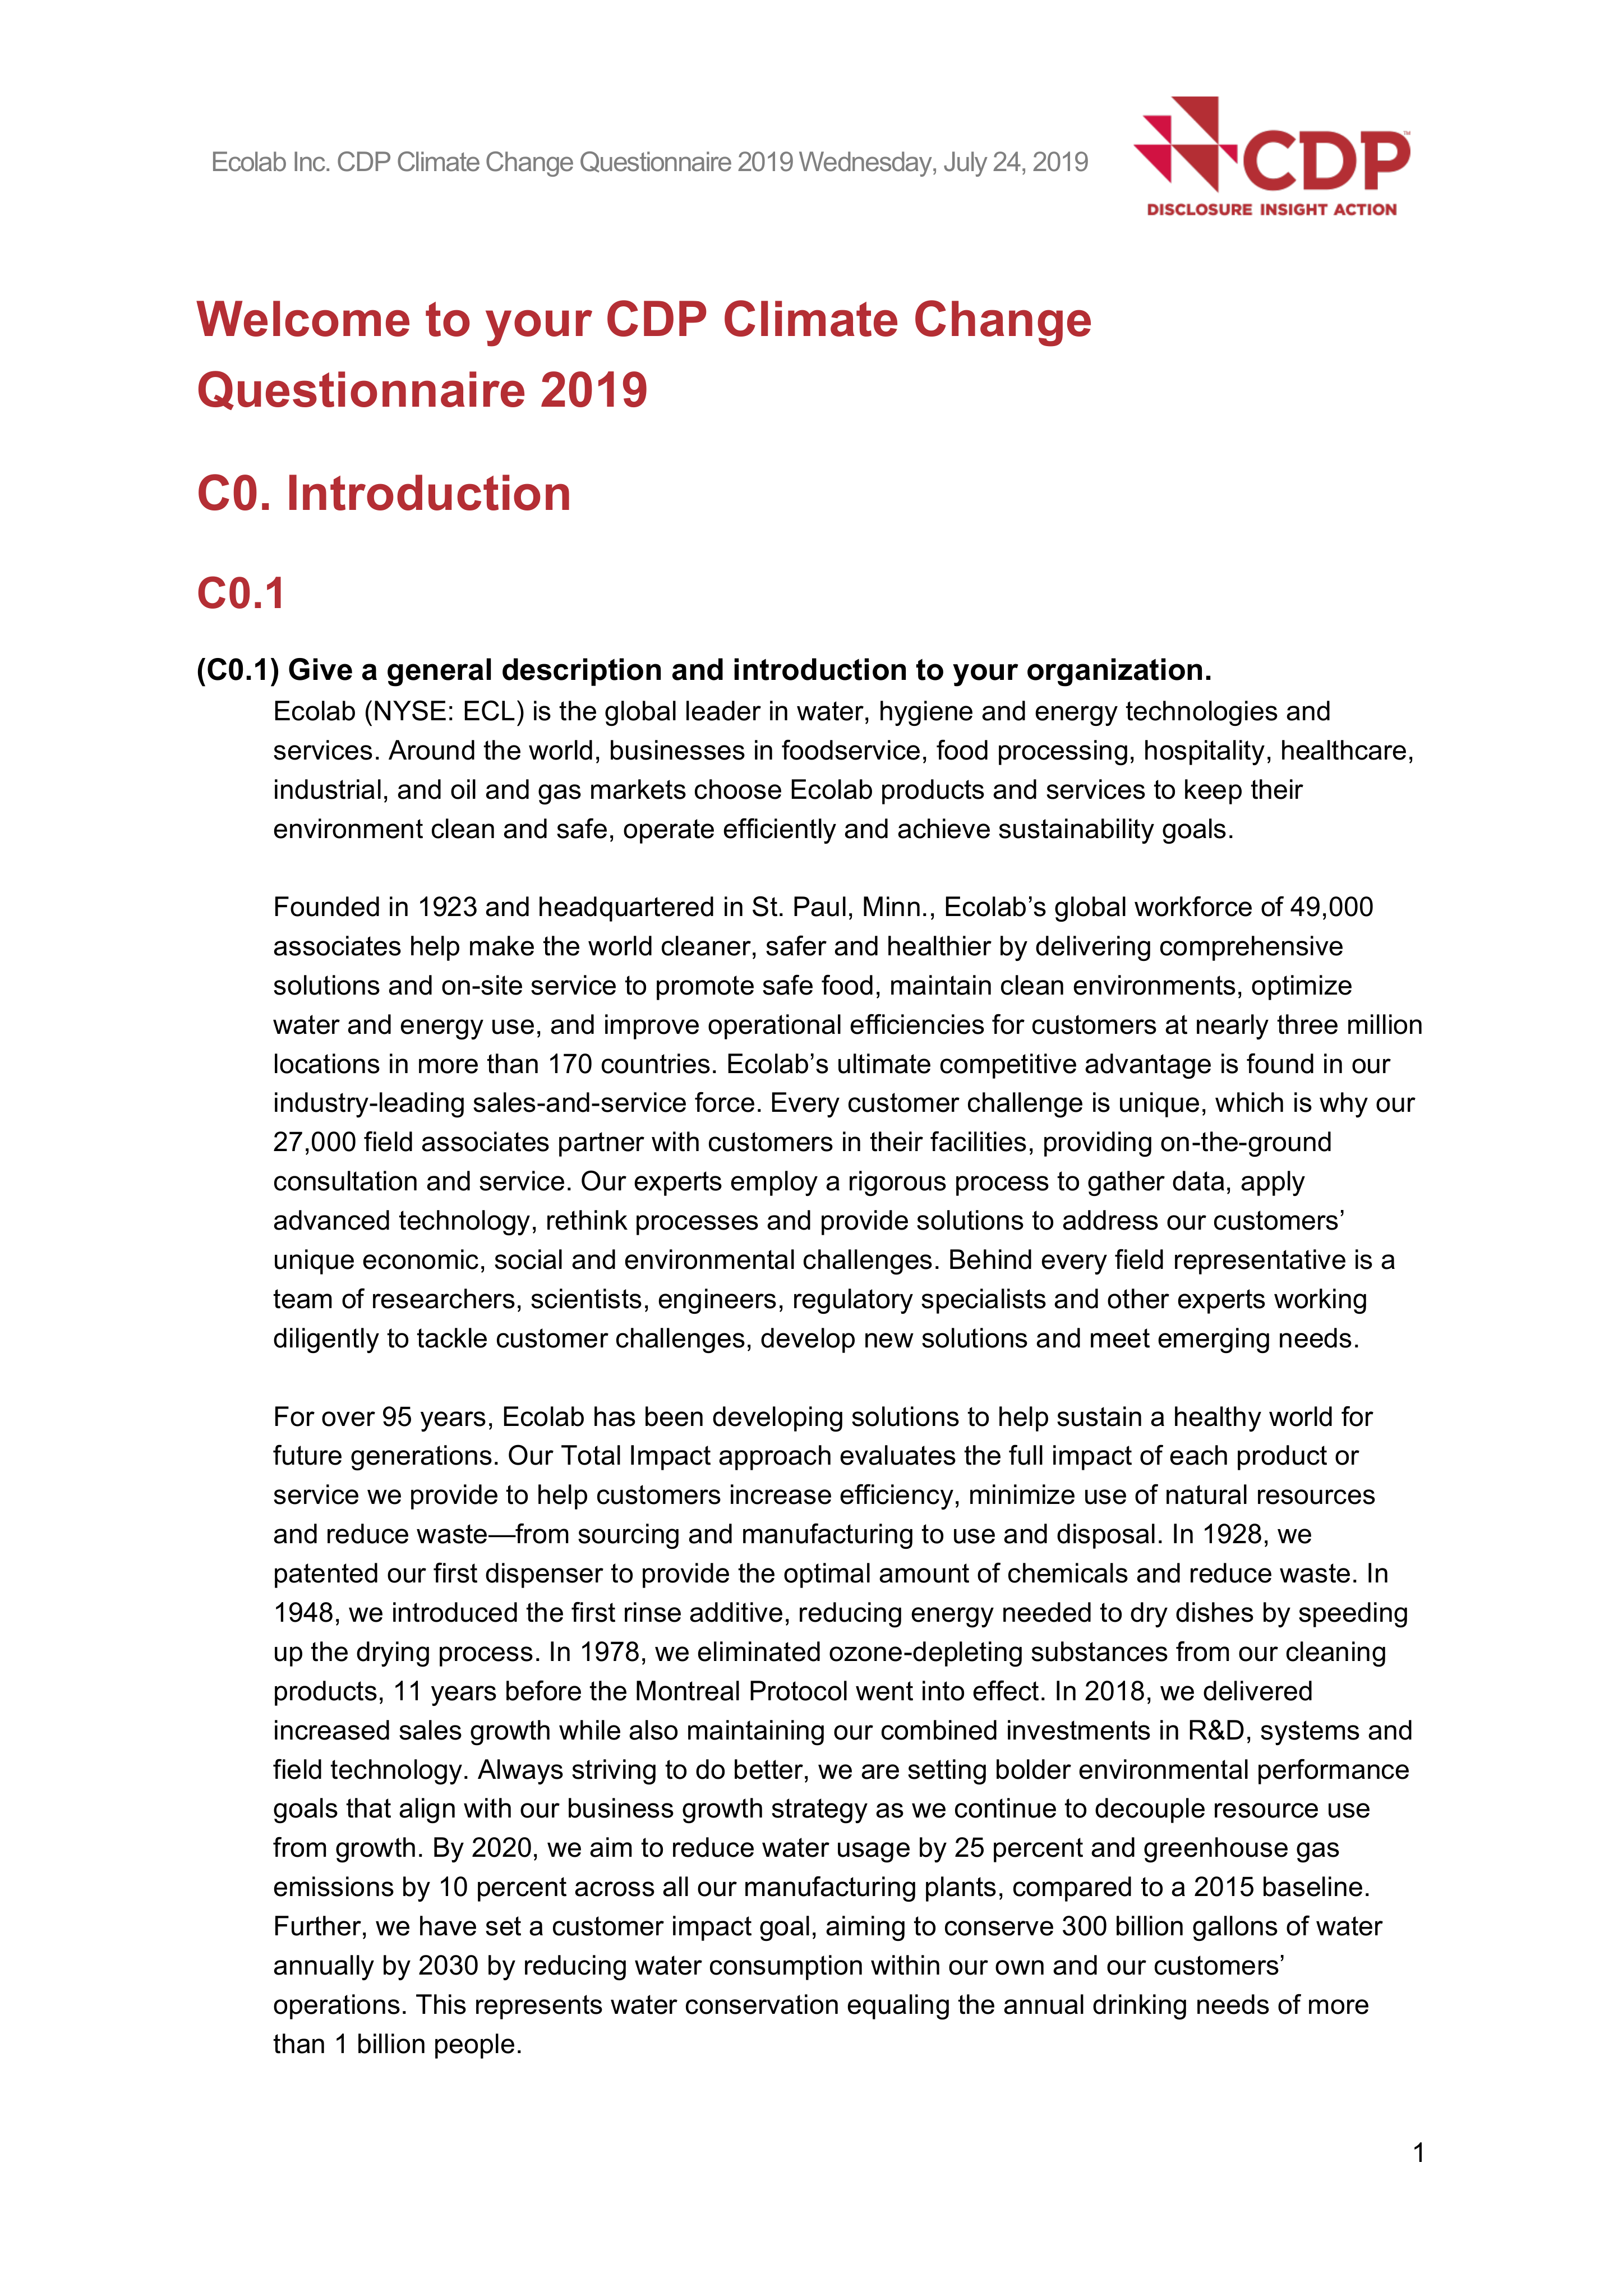 Ecolab Inc. CDP Climate Change Questionnaire 2019 Wednesday, July 24, 2019
CDP™
DISCLOSURE INSIGHT ACTION
Welcome to your CDP Climate Change
Questionnaire 2019
C0. Introduction
C0.1
(C0.1) Give a general description and introduction to your organization.
Ecolab (NYSE: ECL) is the global leader in water, hygiene and energy technologies and
services. Around the world, businesses in foodservice, food processing, hospitality, healthcare,
industrial, and oil and gas markets choose Ecolab products and services to keep their
environment clean and safe, operate efficiently and achieve sustainability goals.
Founded in 1923 and headquartered in St. Paul, Minn., Ecolab’s global workforce of 49,000
associates help make the world cleaner, safer and healthier by delivering comprehensive
solutions and on-site service to promote safe food, maintain clean environments, optimize
water and energy use, and improve operational efficiencies for customers at nearly three million
locations in more than 170 countries. Ecolab’s ultimate competitive advantage is found in our
industry-leading sales-and-service force. Every customer challenge is unique, which is why our
27,000 field associates partner with customers in their facilities, providing on-the-ground
consultation and service. Our experts employ a rigorous process to gather data, apply
advanced technology, rethink processes and provide solutions to address our customers’
unique economic, social and environmental challenges. Behind every field representative is a
team of researchers, scientists, engineers, regulatory specialists and other experts working
diligently to tackle customer challenges, develop new solutions and meet emerging needs.
For over 95 years, Ecolab has been developing solutions to help sustain a healthy world for
future generations. Our Total Impact approach evaluates the full impact of each product or
service we provide to help customers increase efficiency, minimize use of natural resources
and reduce waste—from sourcing and manufacturing to use and disposal. In 1928, we
patented our first dispenser to provide the optimal amount of chemicals and reduce waste. In
1948, we introduced the first rinse additive, reducing energy needed to dry dishes by speeding
up the drying process. In 1978, we eliminated ozone-depleting substances from our cleaning
products, 11 years before the Montreal Protocol went into effect. In 2018, we delivered
increased sales growth while also maintaining our combined investments in R&D, systems and
field technology. Always striving to do better, we are setting bolder environmental performance
goals that align with our business growth strategy as we continue to decouple resource use
from growth. By 2020, we aim to reduce water usage by 25 percent and greenhouse gas
emissions by 10 percent across all our manufacturing plants, compared to a 2015 baseline.
Further, we have set a customer impact goal, aiming to conserve 300 billion gallons of water
annually by 2030 by reducing water consumption within our own and our customers’
operations. This represents water conservation equaling the annual drinking needs of more
than 1 billion people.
1